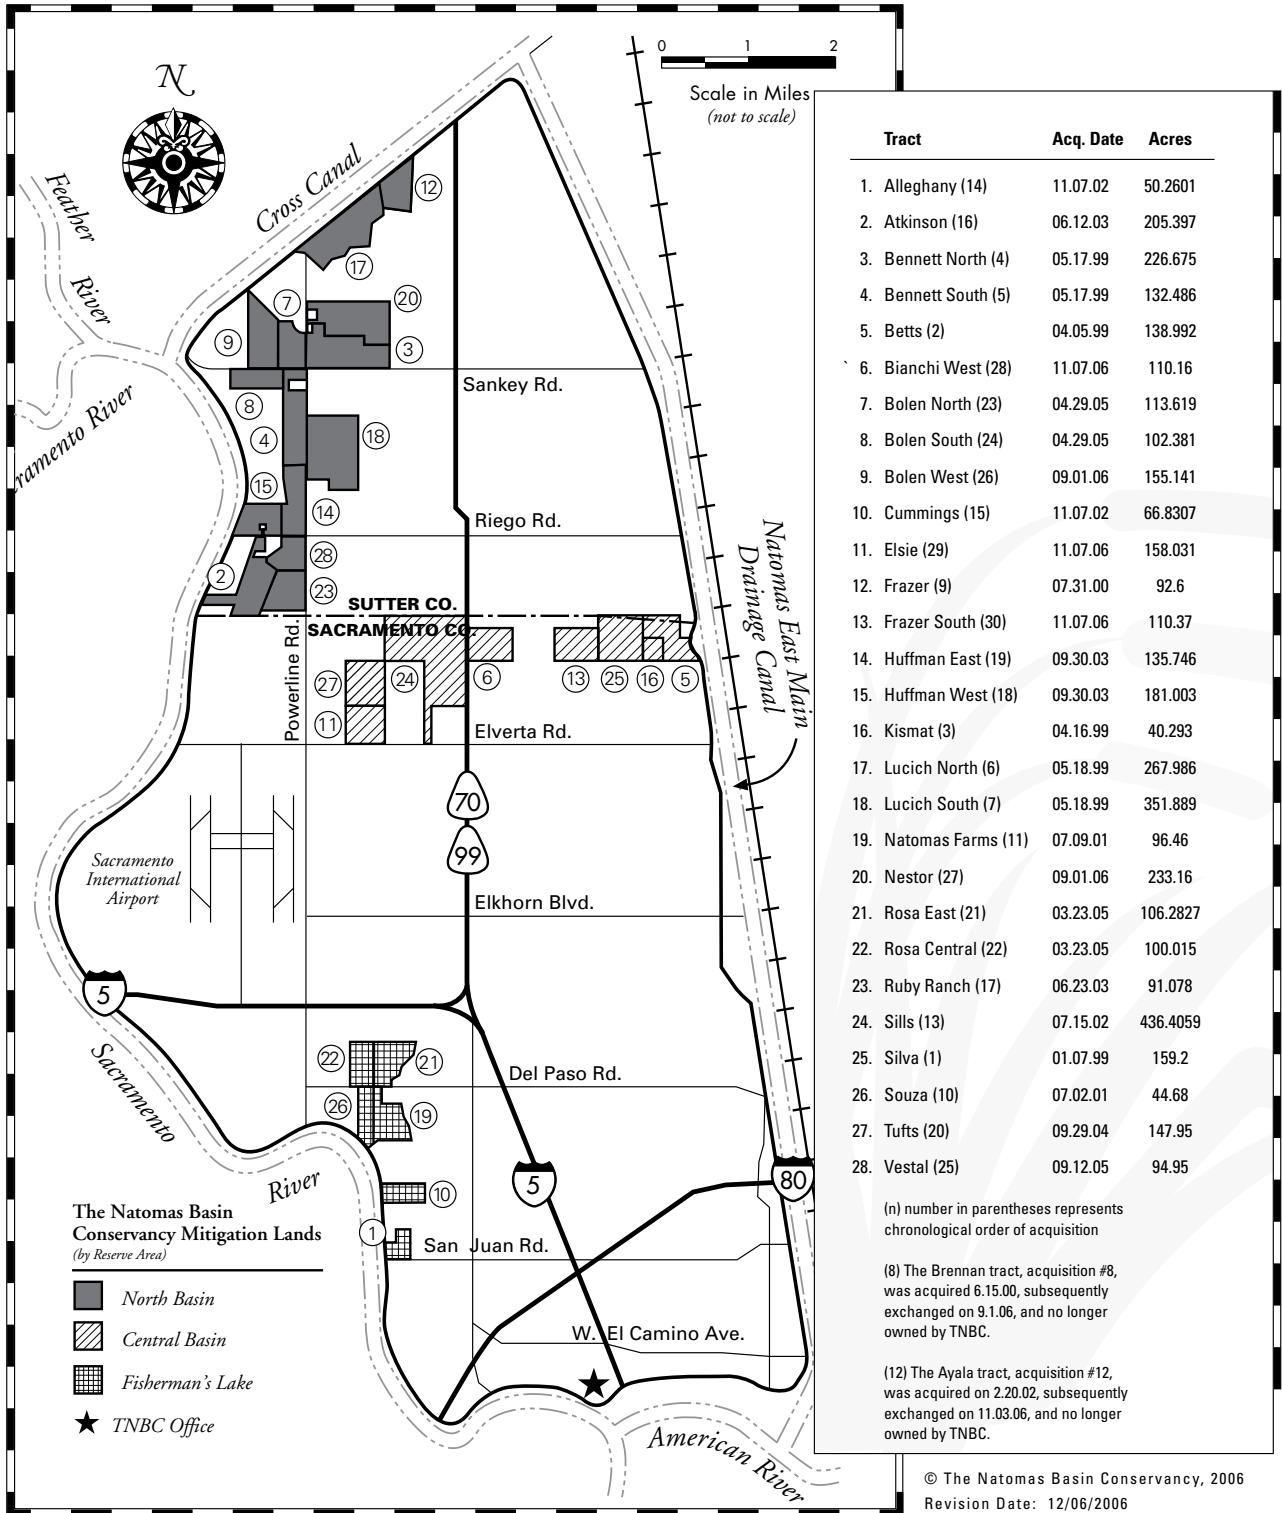 N
0 1 2
Scale in Miles
(not to scale)
Feather
River
Cross Canal
ramento River
12
17
7
20
9
3
Sankey Rd.
8
4
18
15
14
Riego Rd.
28
2
23
SUTTER CO.
SACRAMENTO CO.
Powerline Rd.
27
24
6
13
25
16
5
11
Elverta Rd.
Natomas East Main
Drainage Canal
70
99
Sacramento
International
Airport
Elkhorn Blvd.
5
22
21
Del Paso Rd.
26
19
Sacramento
River
10
5
80
1
San Juan Rd.
W. El Camino Ave.
American River
The Natomas Basin
Conservancy Mitigation Lands
(by Reserve Area)
North Basin
Central Basin
Fisherman's Lake
TNBC Office
Tract Acq. Date Acres
1. Alleghany (14) 11.07.02 50.2601
2. Atkinson (16) 06.12.03 205.397
3. Bennett North (4) 05.17.99 226.675
4. Bennett South (5) 05.17.99 132.486
5. Betts (2) 04.05.99 138.992
` 6. Bianchi West (28) 11.07.06 110.16
7. Bolen North (23) 04.29.05 113.619
8. Bolen South (24) 04.29.05 102.381
9. Bolen West (26) 09.01.06 155.141
10. Cummings (15) 11.07.02 66.8307
11. Elsie (29) 11.07.06 158.031
12. Frazer (9) 07.31.00 92.6
13. Frazer South (30) 11.07.06 110.37
14. Huffman East (19) 09.30.03 135.746
15. Huffman West (18) 09.30.03 181.003
16. Kismat (3) 04.16.99 40.293
17. Lucich North (6) 05.18.99 267.986
18. Lucich South (7) 05.18.99 351.889
19. Natomas Farms (11) 07.09.01 96.46
20. Nestor (27) 09.01.06 233.16
21. Rosa East (21) 03.23.05 106.2827
22. Rosa Central (22) 03.23.05 100.015
23. Ruby Ranch (17) 06.23.03 91.078
24. Sills (13) 07.15.02 436.4059
25. Silva (1) 01.07.99 159.2
26. Souza (10) 07.02.01 44.68
27. Tufts (20) 09.29.04 147.95
28. Vestal (25) 09.12.05 94.95
(n) number in parentheses represents
chronological order of acquisition
(8) The Brennan tract, acquisition #8,
was acquired 6.15.00, subsequently
exchanged on 9.1.06, and no longer
owned by TNBC.
(12) The Ayala tract, acquisition #12,
was acquired on 2.20.02, subsequently
exchanged on 11.03.06, and no longer
owned by TNBC.
© The Natomas Basin Conservancy, 2006
Revision Date: 12/06/2006